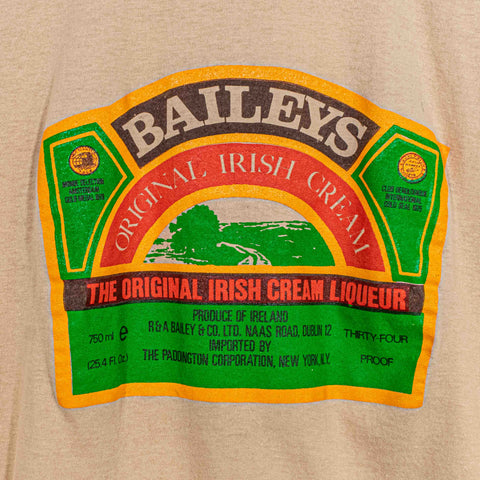 BAILEYS
ORIGINAL IRISH CREAM
THE ORIGINAL IRISH CREAM LIQUEUR
PRODUCE OF IRELAND
750 ml e
R&A BAILEY & CO. LTD. NAAS ROAD, DUBLIN 12
THIRTY-FOUR
IMPORTED BY
(25.4 Fl. Oz.)
THE PADDINGTON CORPORATION, NEW YORK, N.Y.
PROOF